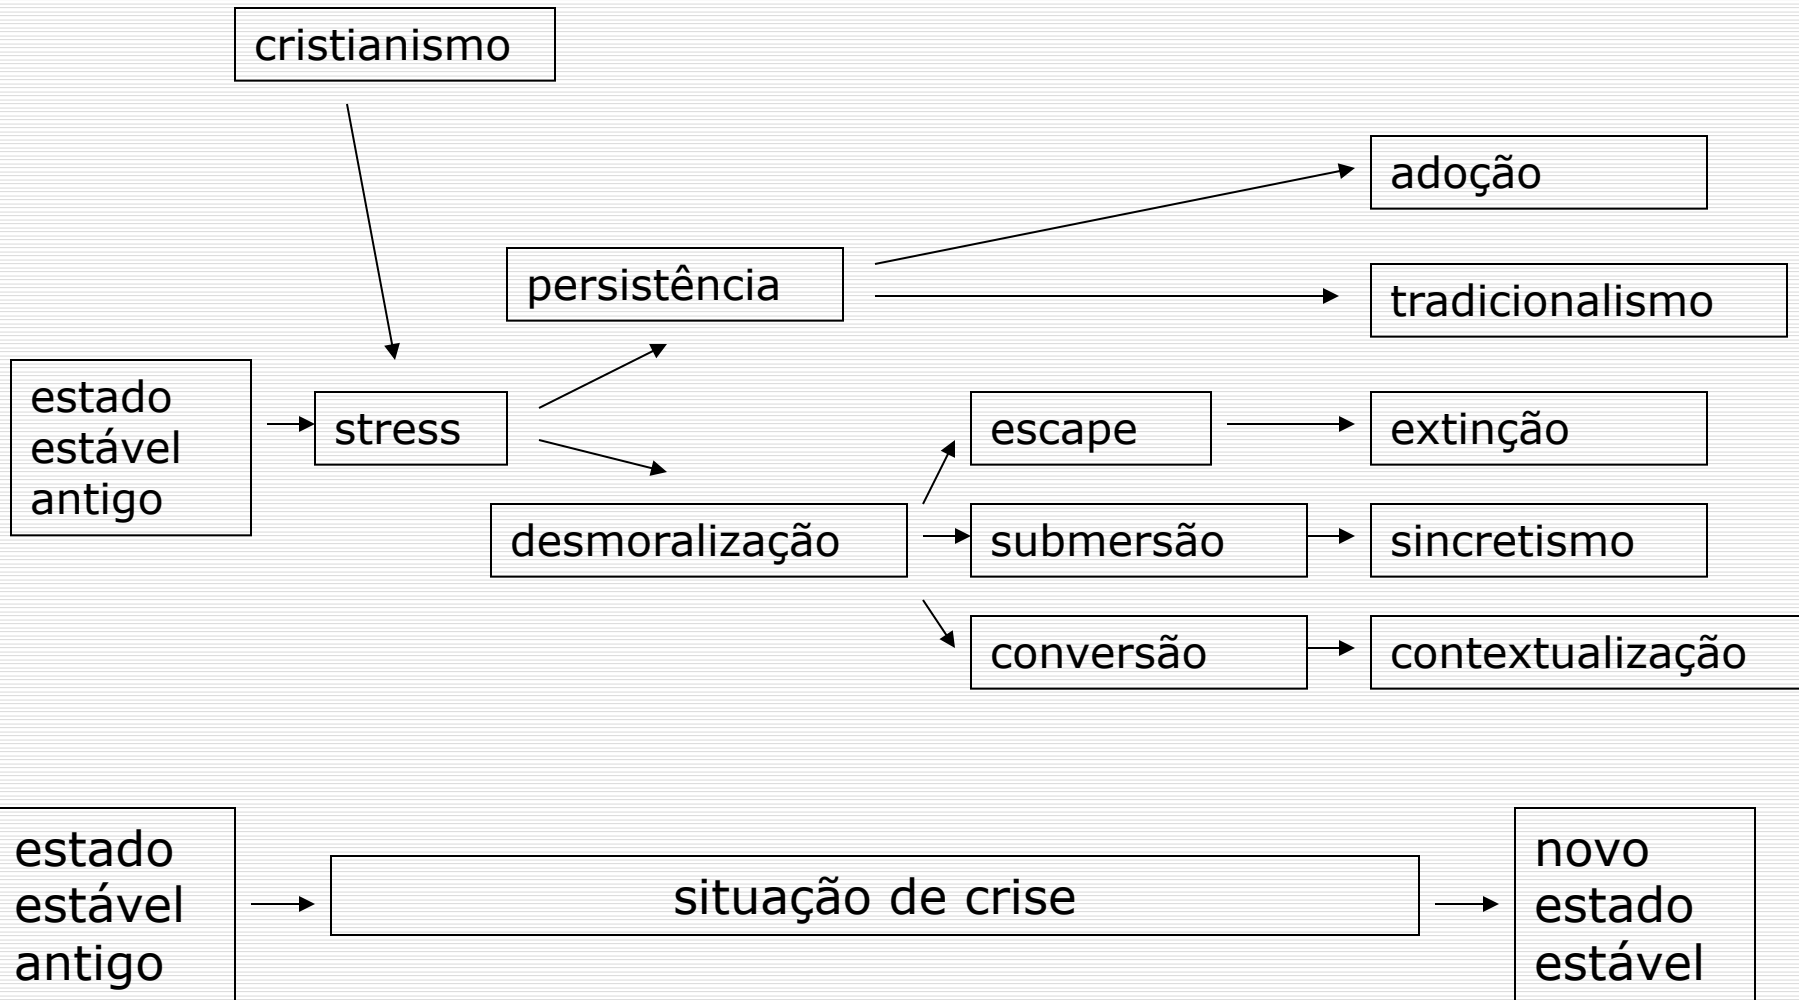 cristianismo
adoção
persistência
tradicionalismo
estado
estável
antigo
stress
escape
extinção
desmoralização
submersão
sincretismo
conversão
contextualização
estado
estável
antigo
situação de crise
novo
estado
estável